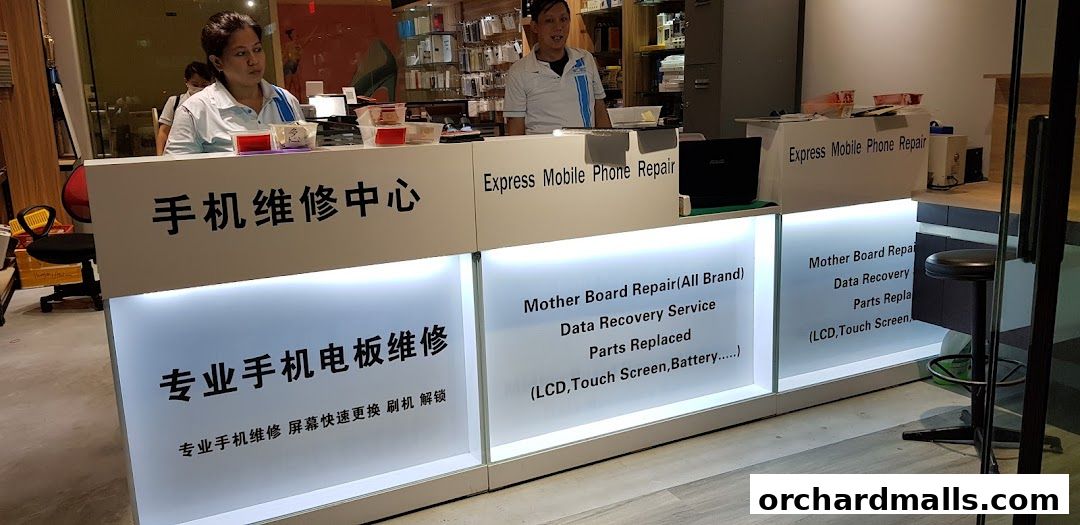 手机维修中心
专业手机电板维修
专业手机维修 屏幕快速更换 刷机 解锁
Express Mobile Phone Repair
Mother Board Repair(All Brand)
Data Recovery Service
Parts Replaced
(LCD,Touch Screen,Battery.....)
Express Mobile Phone Repair
Mother Board Repai
Data Recovery
Parts Repla
(LCD,Touch Screen,
orchardmalls.com